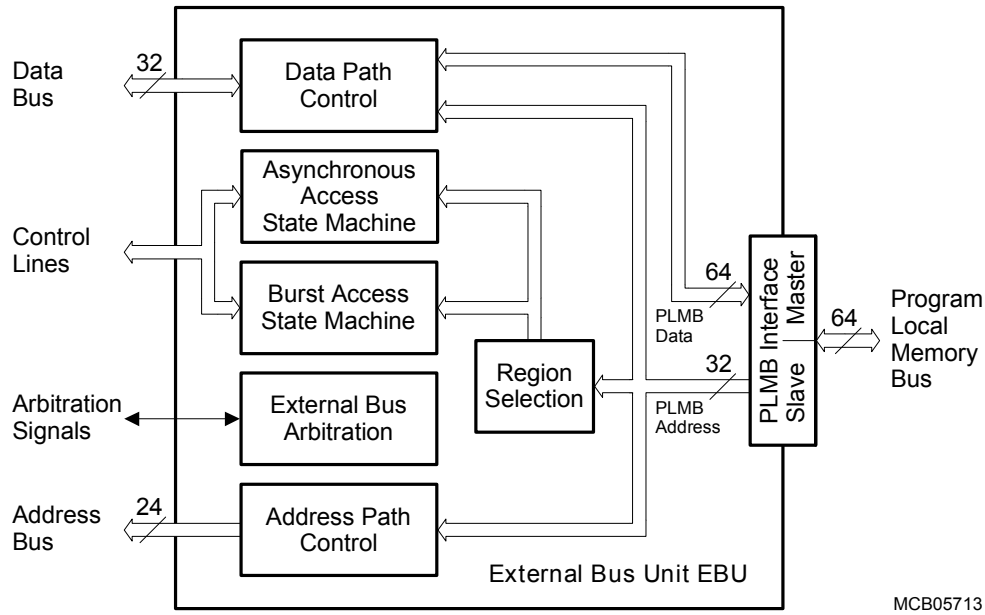 Data
Bus
32
Data Path
Control
Asynchronous
Access
State Machine
Control
Lines
Burst Access
State Machine
64
PLMB
Data
PLMB Interface
Master
Slave
64
Program
Local
Memory
Bus
Region
Selection
32
PLMB
Address
Arbitration
Signals
External Bus
Arbitration
Address
Bus
24
Address Path
Control
External Bus Unit EBU
MCB05713